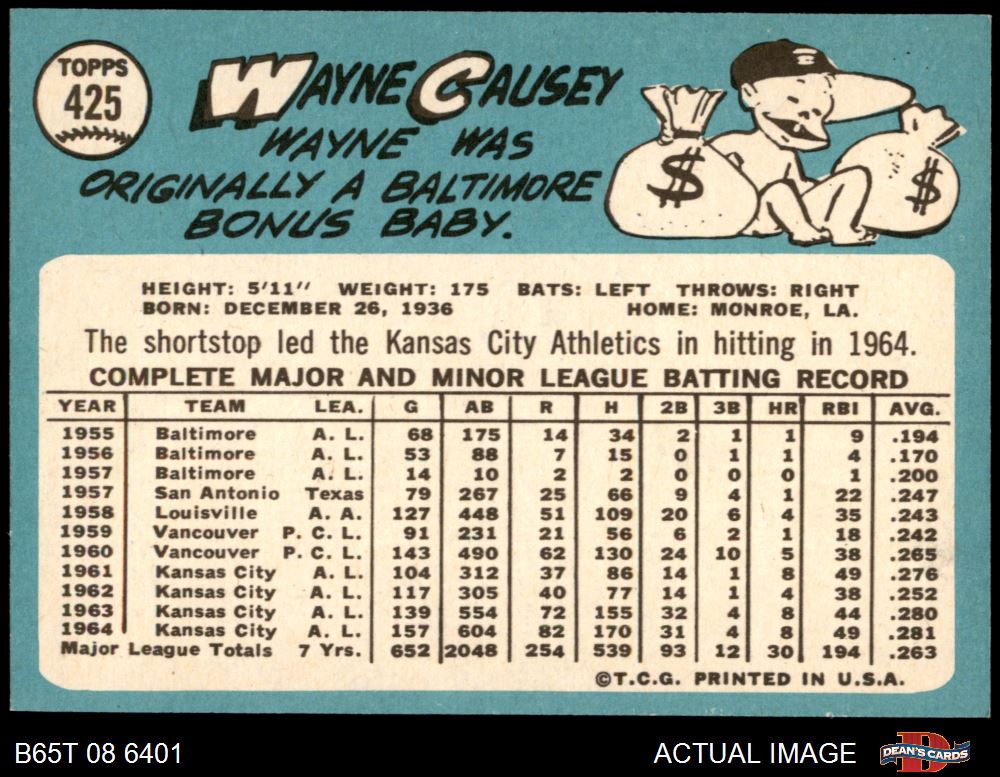 TOPPS
425
WAYNE CAUSEY
WAYNE WAS
ORIGINALLY A BALTIMORE
BONUS BABY.
$ $
HEIGHT: 5'11" WEIGHT: 175 BATS: LEFT THROWS: RIGHT
BORN: DECEMBER 26, 1936 HOME: MONROE, LA.
The shortstop led the Kansas City Athletics in hitting in 1964.
COMPLETE MAJOR AND MINOR LEAGUE BATTING RECORD
YEAR TEAM LEA. G AB R H 2B 3B HR RBI AVG.
1955 Baltimore A. L. 68 175 14 34 2 1 1 9 .194
1956 Baltimore A. L. 53 88 7 15 0 1 1 4 .170
1957 Baltimore A. L. 14 10 2 2 0 0 0 1 .200
1957 San Antonio Texas 79 267 25 66 9 4 1 22 .247
1958 Louisville A. A. 127 448 51 109 20 6 4 35 .243
1959 Vancouver P. C. L. 91 231 21 56 6 2 1 18 .242
1960 Vancouver P. C. L. 143 490 62 130 24 10 5 38 .265
1961 Kansas City A. L. 104 312 37 86 14 1 8 49 .276
1962 Kansas City A. L. 117 305 40 77 14 1 4 38 .252
1963 Kansas City A. L. 139 554 72 155 32 4 8 44 .280
1964 Kansas City A. L. 157 604 82 170 31 4 8 49 .281
Major League Totals 7 Yrs. 652 2048 254 539 93 12 30 194 .263
©T.C.G. PRINTED IN U.S.A.
B65T 08 6401 ACTUAL IMAGE DEAN'S CARDS